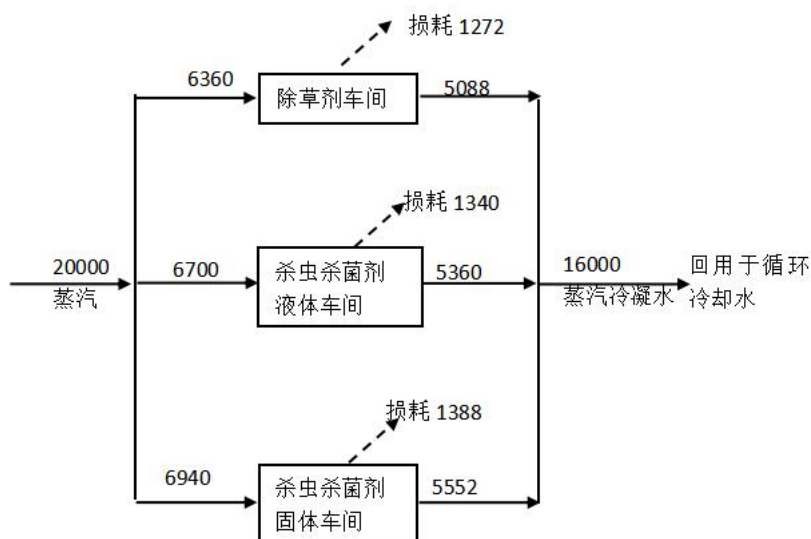 损耗 1272
6360
除草剂车间
5088
损耗 1340
20000
蒸汽
6700
杀虫杀菌剂
液体车间
5360
16000
蒸汽冷凝水
回用于循环
冷却水
损耗 1388
6940
杀虫杀菌剂
固体车间
5552